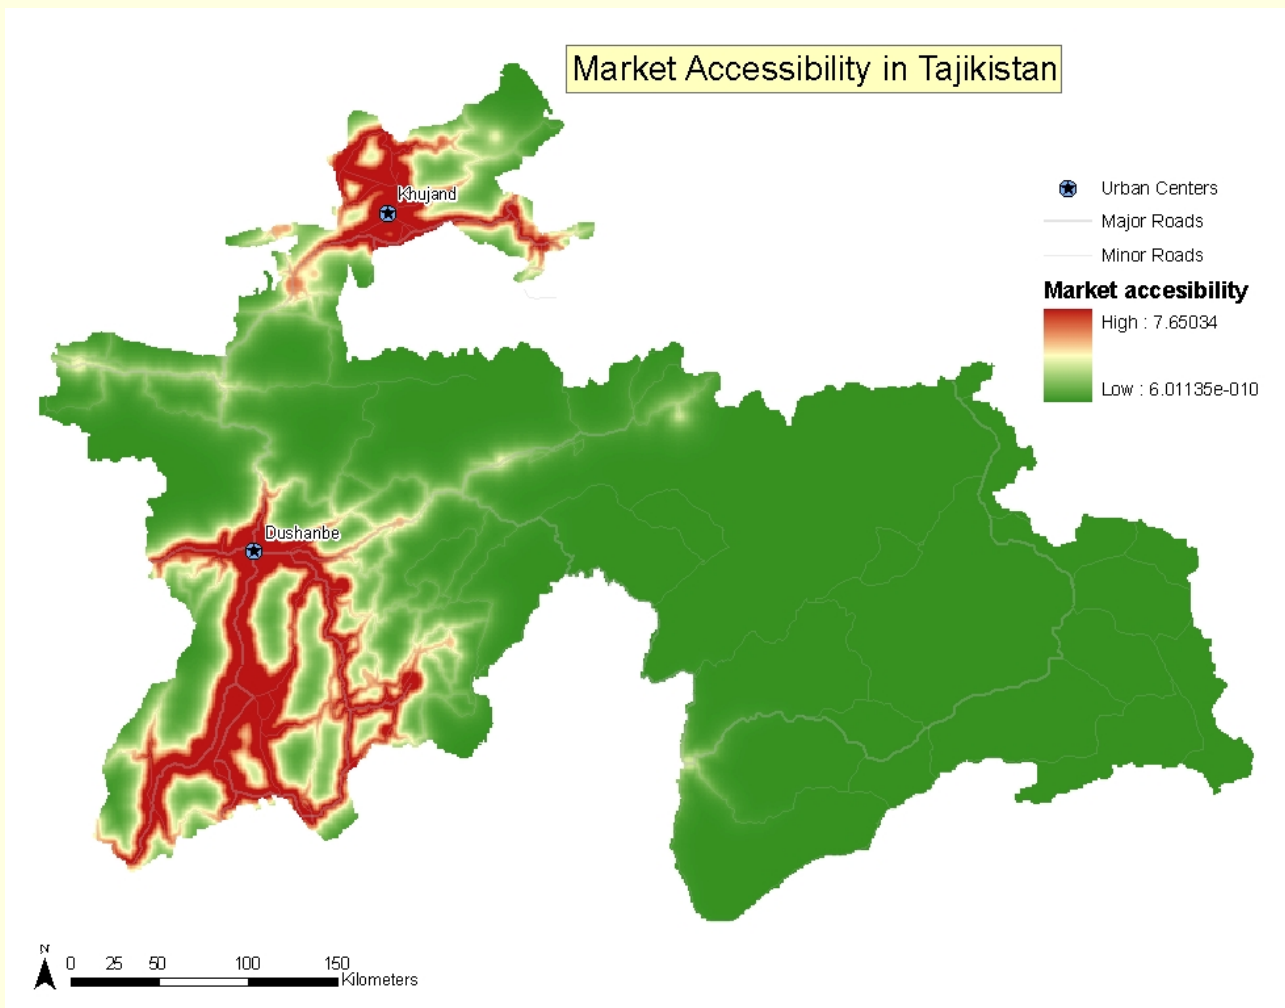 Market Accessibility in Tajikistan
Khujand
Urban Centers
Major Roads
Minor Roads
Market accesibility
High : 7.65034
Low : 6.01135e-010
Dushanbe
N
0 25 50 100 150
Kilometers